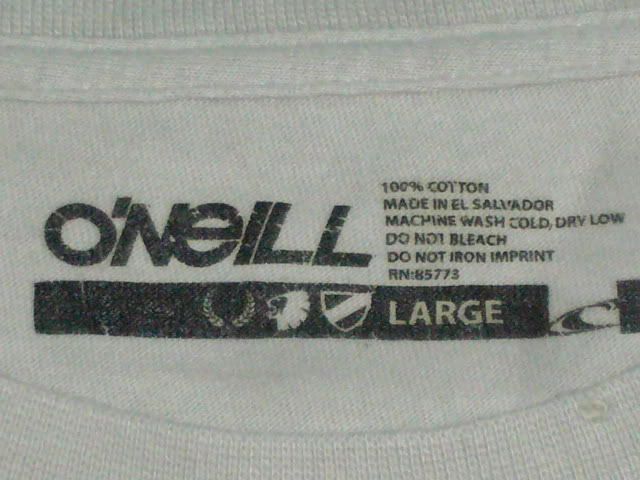 O'NEILL
100% COTTON
MADE IN EL SALVADOR
MACHINE WASH COLD, DRY LOW
DO NOT BLEACH
DO NOT IRON IMPRINT
RN:85773
LARGE